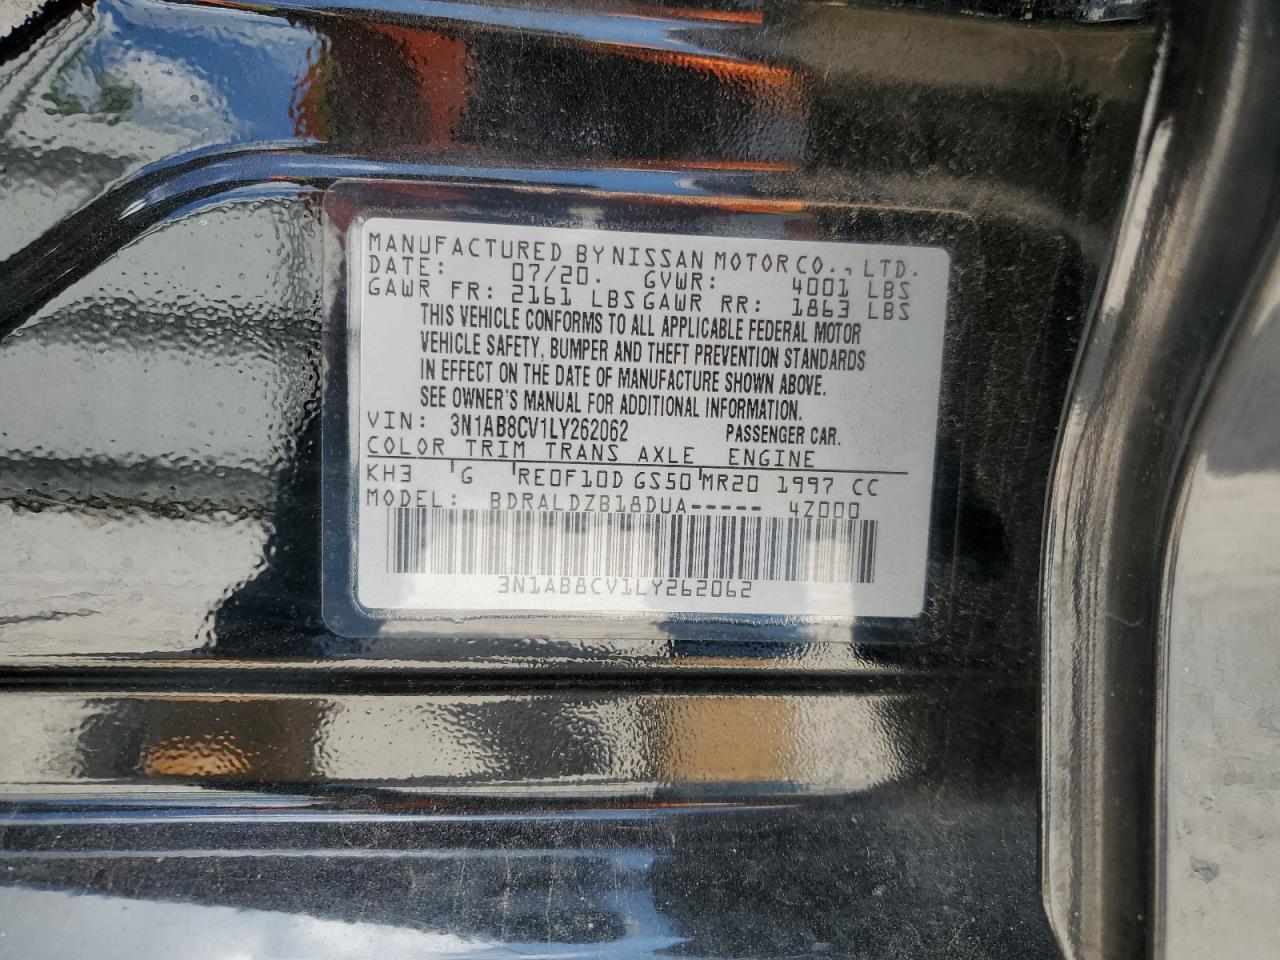 MANUFACTURED BY NISSAN MOTOR CO., LTD.
DATE: 07/20. GVWR: 4001 LBS
GAWR FR: 2161 LBS GAWR RR: 1863 LBS
THIS VEHICLE CONFORMS TO ALL APPLICABLE FEDERAL MOTOR
VEHICLE SAFETY, BUMPER AND THEFT PREVENTION STANDARDS
IN EFFECT ON THE DATE OF MANUFACTURE SHOWN ABOVE.
SEE OWNER'S MANUAL FOR ADDITIONAL INFORMATION.
VIN: 3N1AB8CV1LY262062 PASSENGER CAR.
COLOR TRIM TRANS AXLE ENGINE
KH3 G RE0F10D GS50 MR20 1997 CC
MODEL: BDRALDZB18DUA----- 4Z000
3N1AB8CV1LY262062